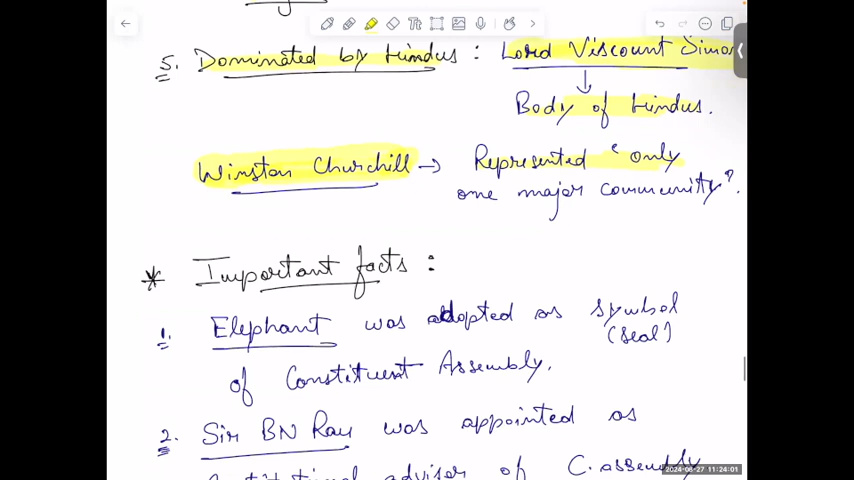 5. Dominated by Hindus : Lord Viscount Simon
Body of Hindus.
Winston Churchill → Represented "only
one major community".
* Important facts :
1. Elephant was adopted as symbol
(seal)
of Constituent Assembly.
2. Sir BN Rau was appointed as
advisor of C. assembly
2024-08-27 11:24:01